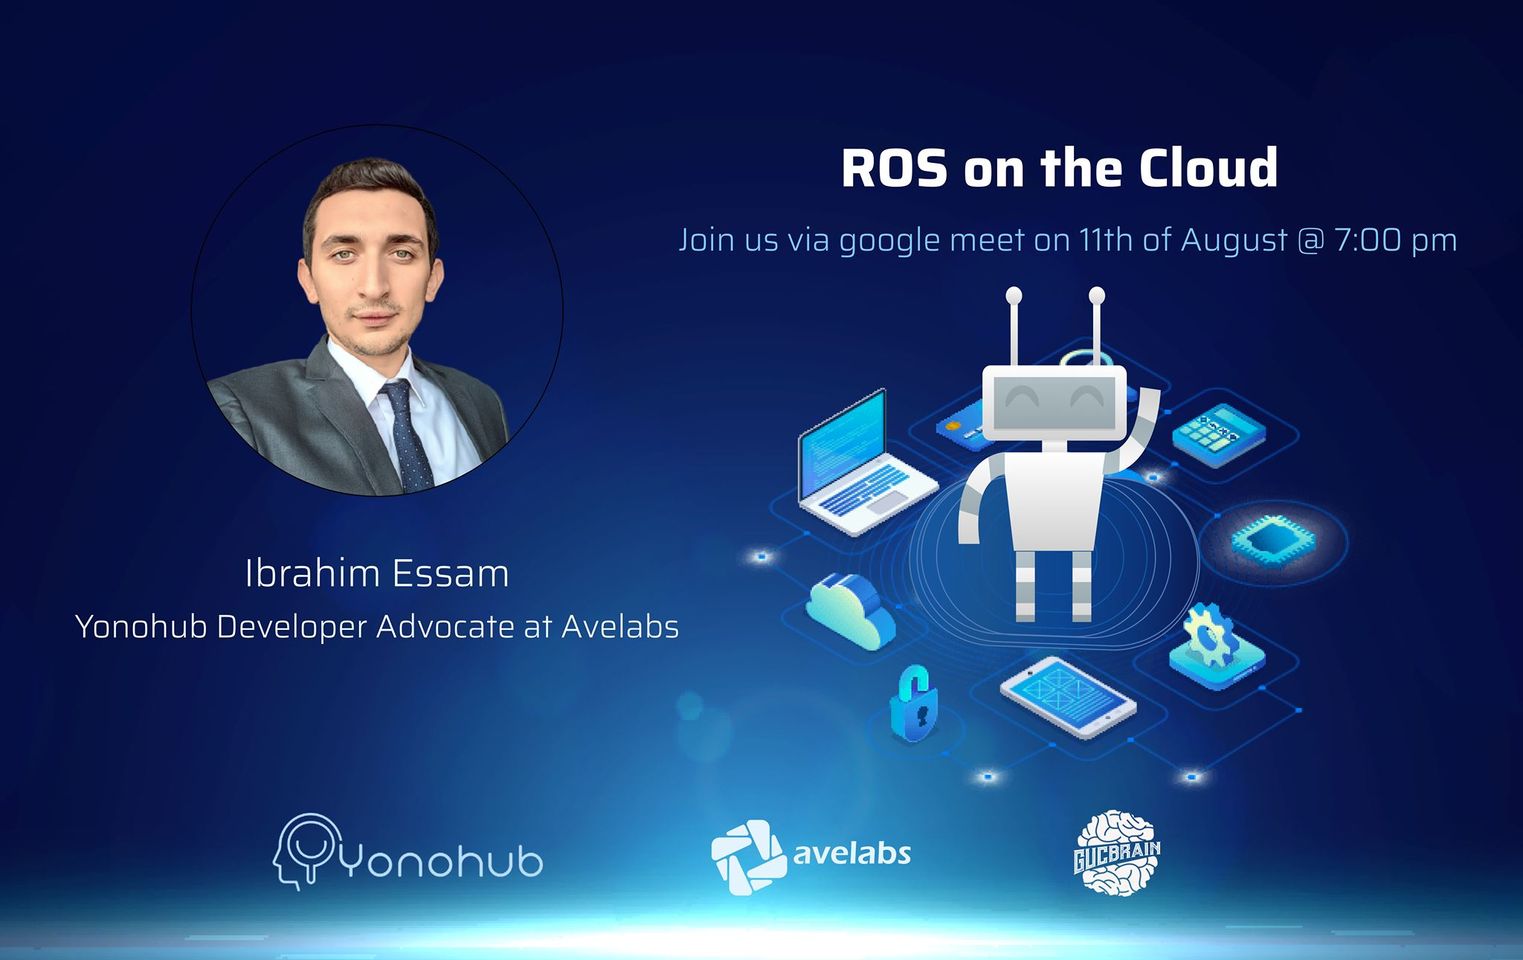 ROS on the Cloud
Join us via google meet on 11th of August @ 7:00 pm
Ibrahim Essam
Yonohub Developer Advocate at Avelabs
Yonohub
avelabs
GUCBRAIN